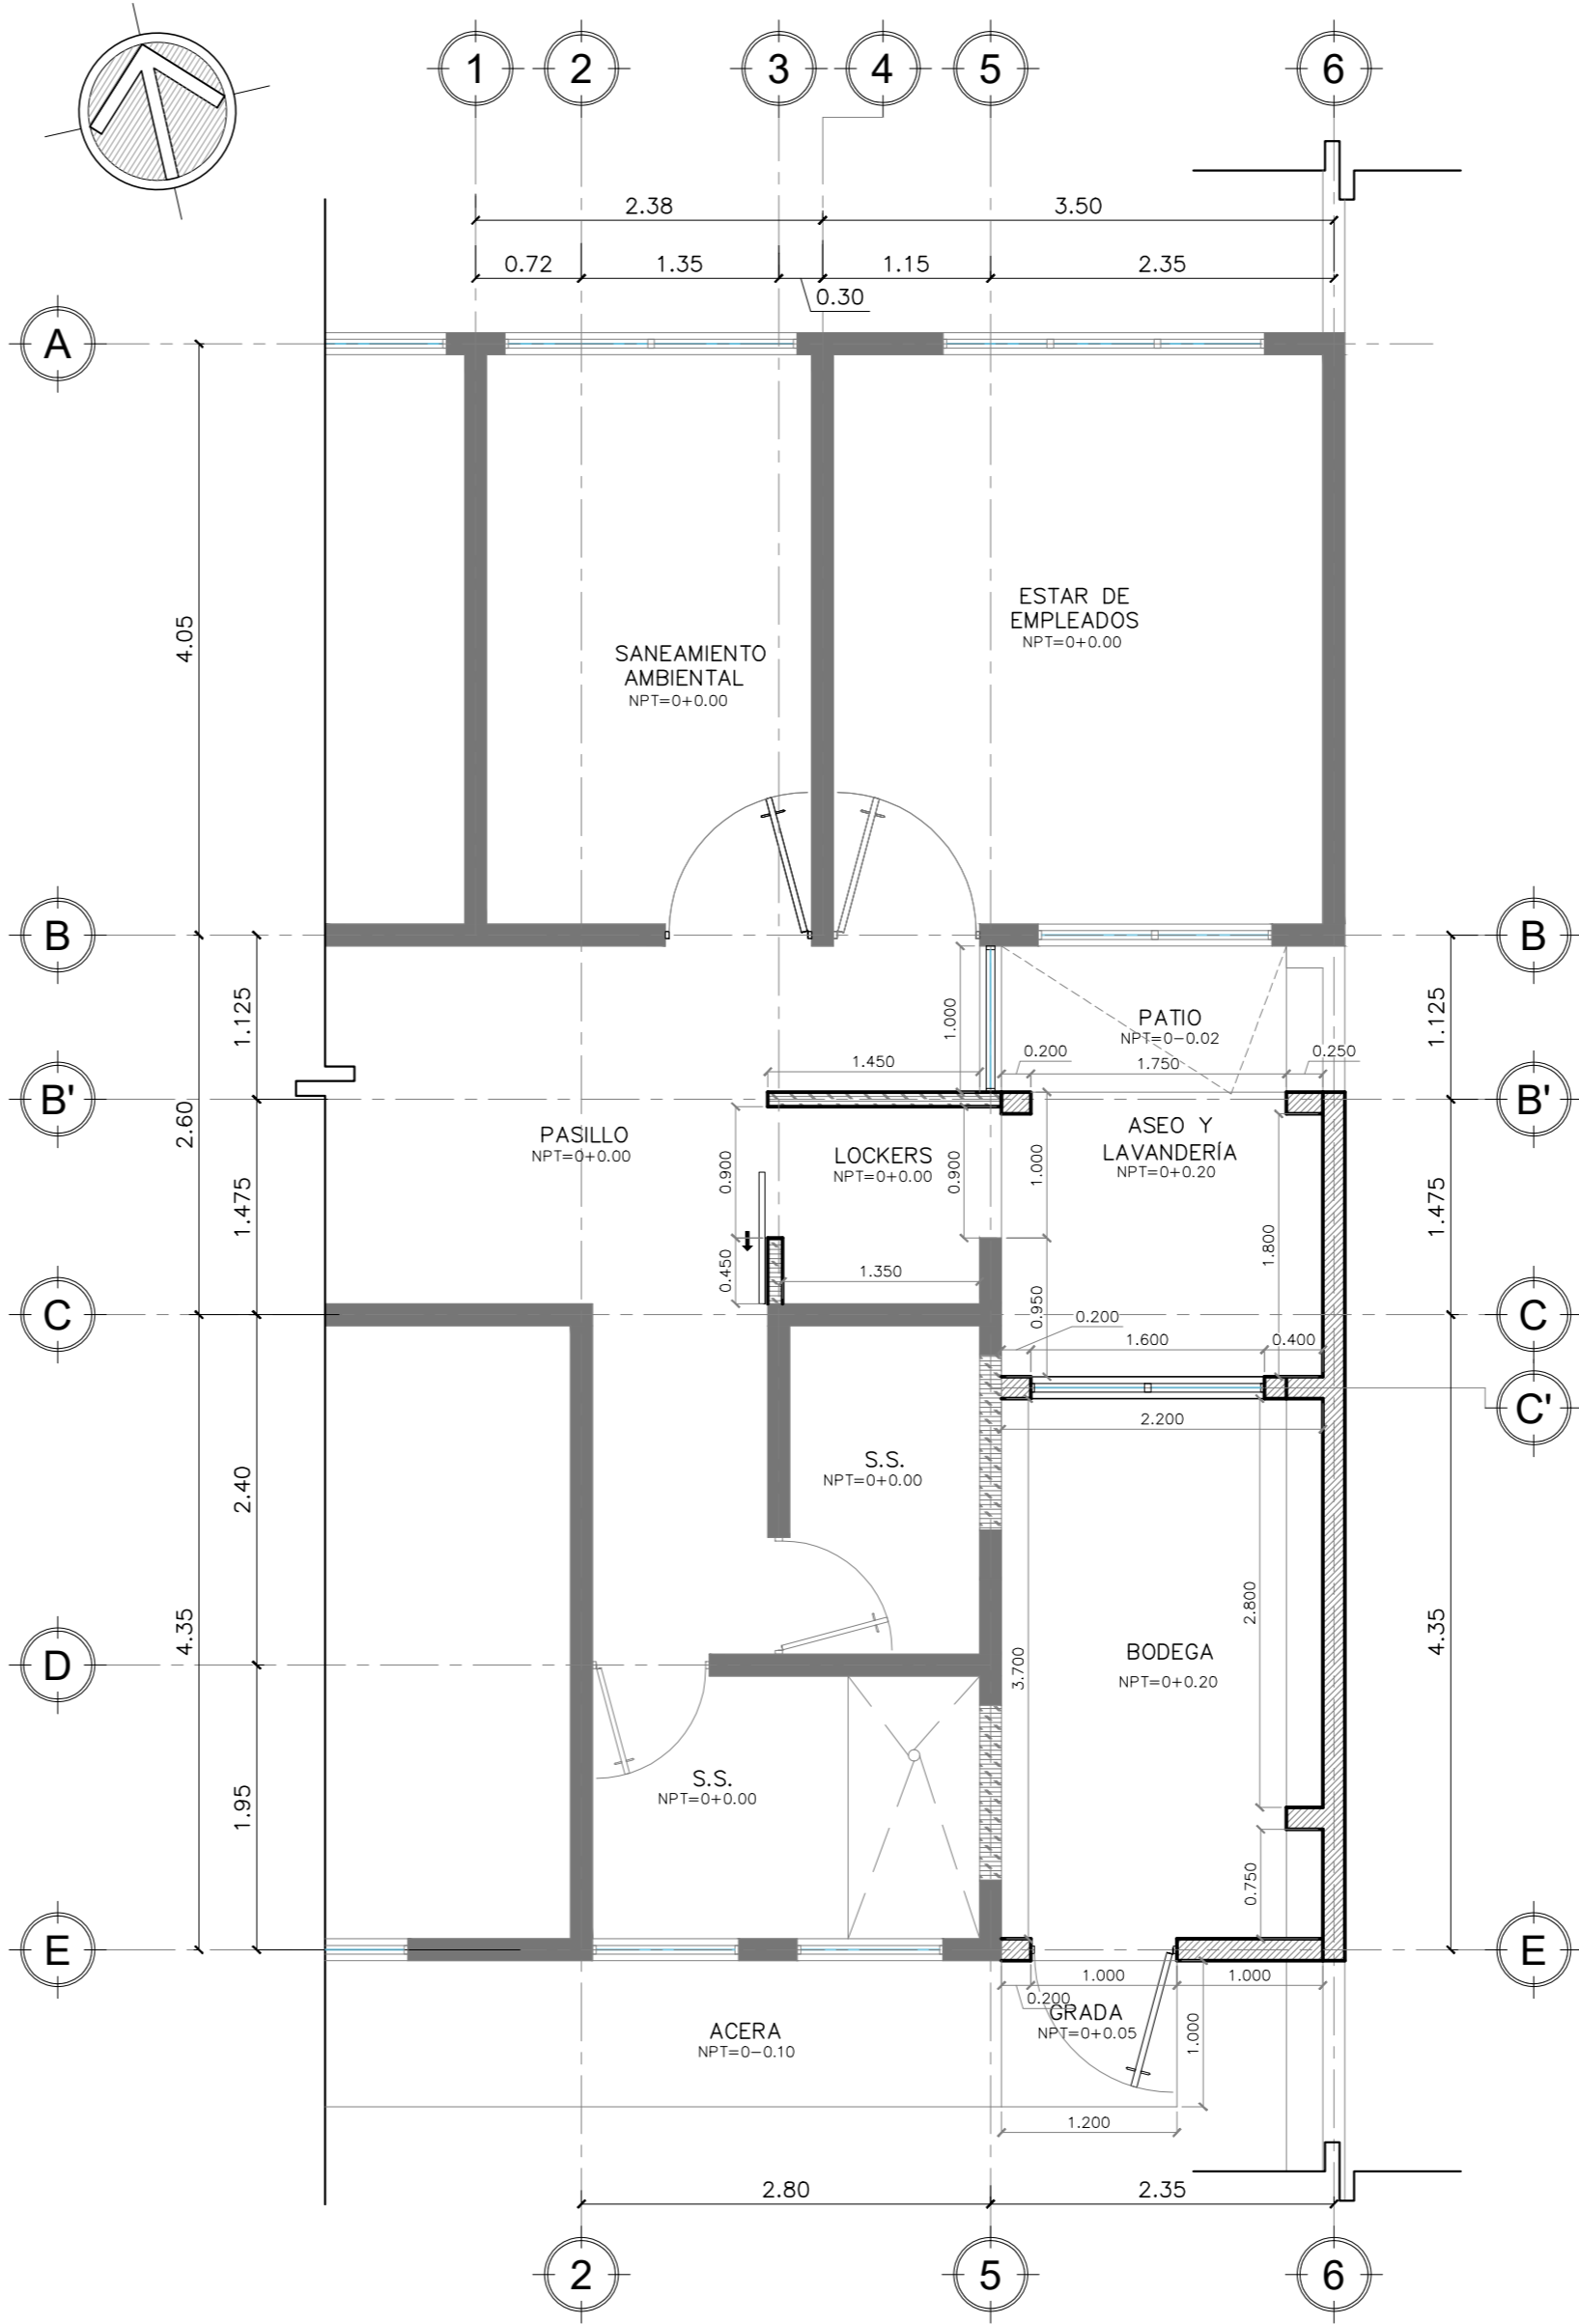 1 2 3 4 5 6
2.38 3.50
0.72 1.35 1.15 2.35
0.30
A
4.05
ESTAR DE
EMPLEADOS
NPT=0+0.00
SANEAMIENTO
AMBIENTAL
NPT=0+0.00
B B
1.125 1.000 PATIO 1.125
NPT=0-0.02
0.200 1.750 0.250
1.450
B' B'
2.60
PASILLO
NPT=0+0.00
LOCKERS
NPT=0+0.00
ASEO Y
LAVANDERÍA
NPT=0+0.20
1.475 0.900 0.900 1.000 1.800 1.475
0.450 1.350 0.950
C C
0.200
1.600 0.400
C'
2.200
S.S.
NPT=0+0.00
2.40
2.800
4.35 3.700 4.35
BODEGA
NPT=0+0.20
D
S.S.
NPT=0+0.00
1.95
0.750
E E
1.000 1.000
0.200
GRADA
NPT=0+0.05
ACERA
NPT=0-0.10
1.000
1.200
2.80 2.35
2 5 6